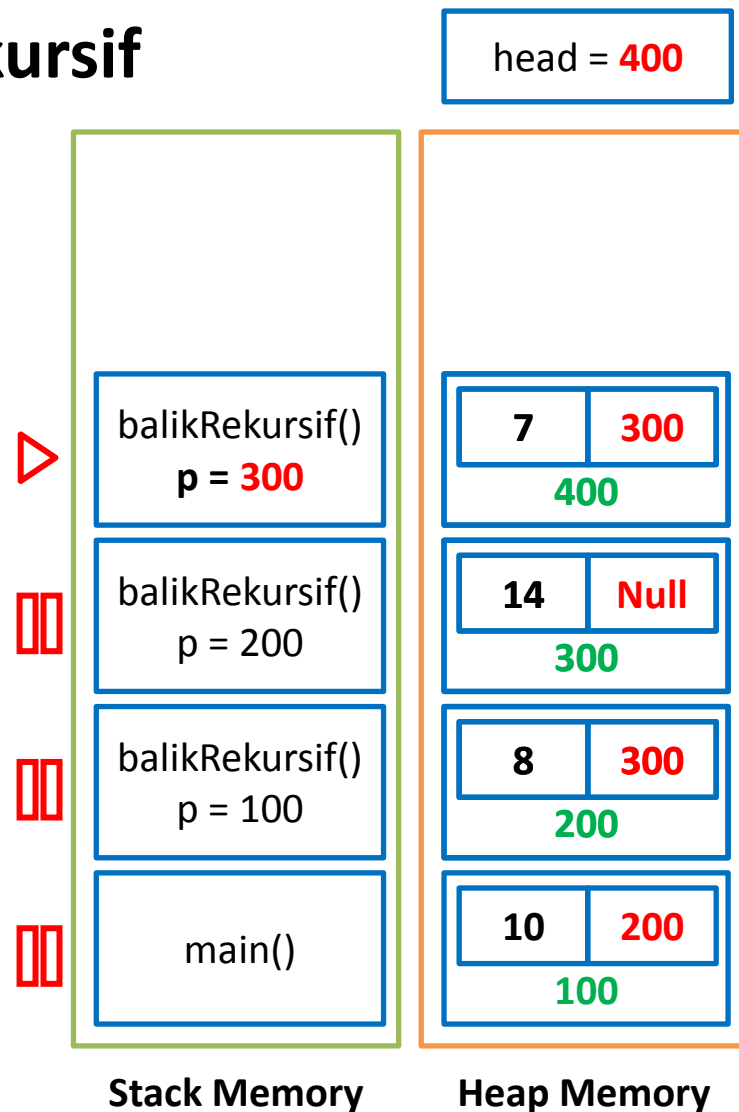 kursif
head = 400
balikRekursif()
p = 300
7 300
400
balikRekursif()
p = 200
14 Null
300
balikRekursif()
p = 100
8 300
200
main()
10 200
100
Stack Memory
Heap Memory